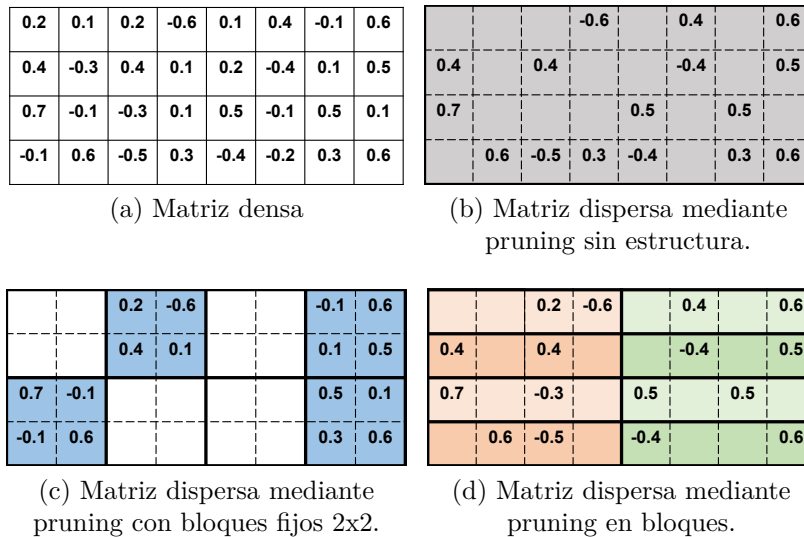 0.2 0.1 0.2 -0.6 0.1 0.4 -0.1 0.6
0.4 -0.3 0.4 0.1 0.2 -0.4 0.1 0.5
0.7 -0.1 -0.3 0.1 0.5 -0.1 0.5 0.1
-0.1 0.6 -0.5 0.3 -0.4 -0.2 0.3 0.6
(a) Matriz densa
-0.6 0.4 0.6
0.4 0.4 -0.4 0.5
0.7 0.5 0.5
0.6 -0.5 0.3 -0.4 0.3 0.6
(b) Matriz dispersa mediante
pruning sin estructura.
0.2 -0.6 -0.1 0.6
0.4 0.1 0.1 0.5
0.7 -0.1 0.5 0.1
-0.1 0.6 0.3 0.6
(c) Matriz dispersa mediante
pruning con bloques fijos 2x2.
0.2 -0.6 0.4 0.6
0.4 0.4 -0.4 0.5
0.7 -0.3 0.5 0.5
0.6 -0.5 -0.4 0.6
(d) Matriz dispersa mediante
pruning en bloques.